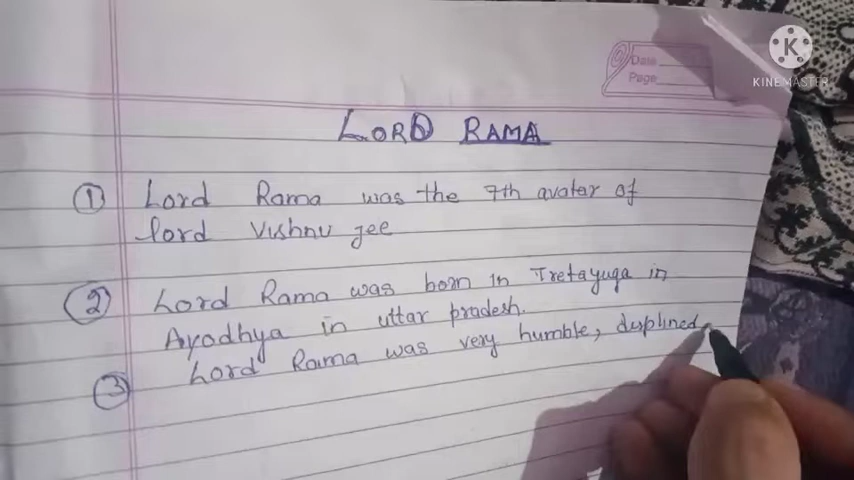 Date
Page
KINEMASTER
LORD RAMA
① Lord Rama was the 7th avatar of
lord Vishnu jee
② Lord Rama was born in Tretayuga in
Ayodhya in uttar pradesh.
③ Lord Rama was very humble, displined